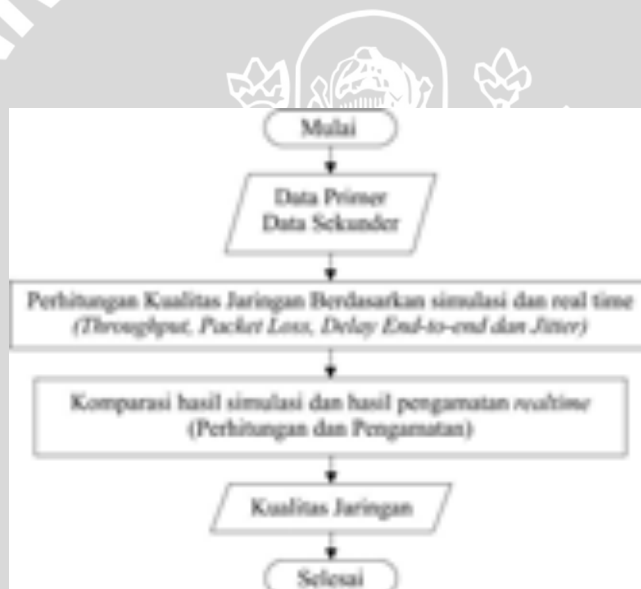 Mulai
Data Primer
Data Sekunder
Perhitungan Kualitas Jaringan Berdasarkan simulasi dan real time
(Throughput, Packet Loss, Delay End-to-end dan Jitter)
Komparasi hasil simulasi dan hasil pengamatan realtime
(Perhitungan dan Pengamatan)
Kualitas Jaringan
Selesai